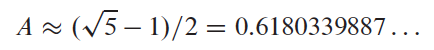 A ≈ (√5 − 1)/2 = 0.6180339887...